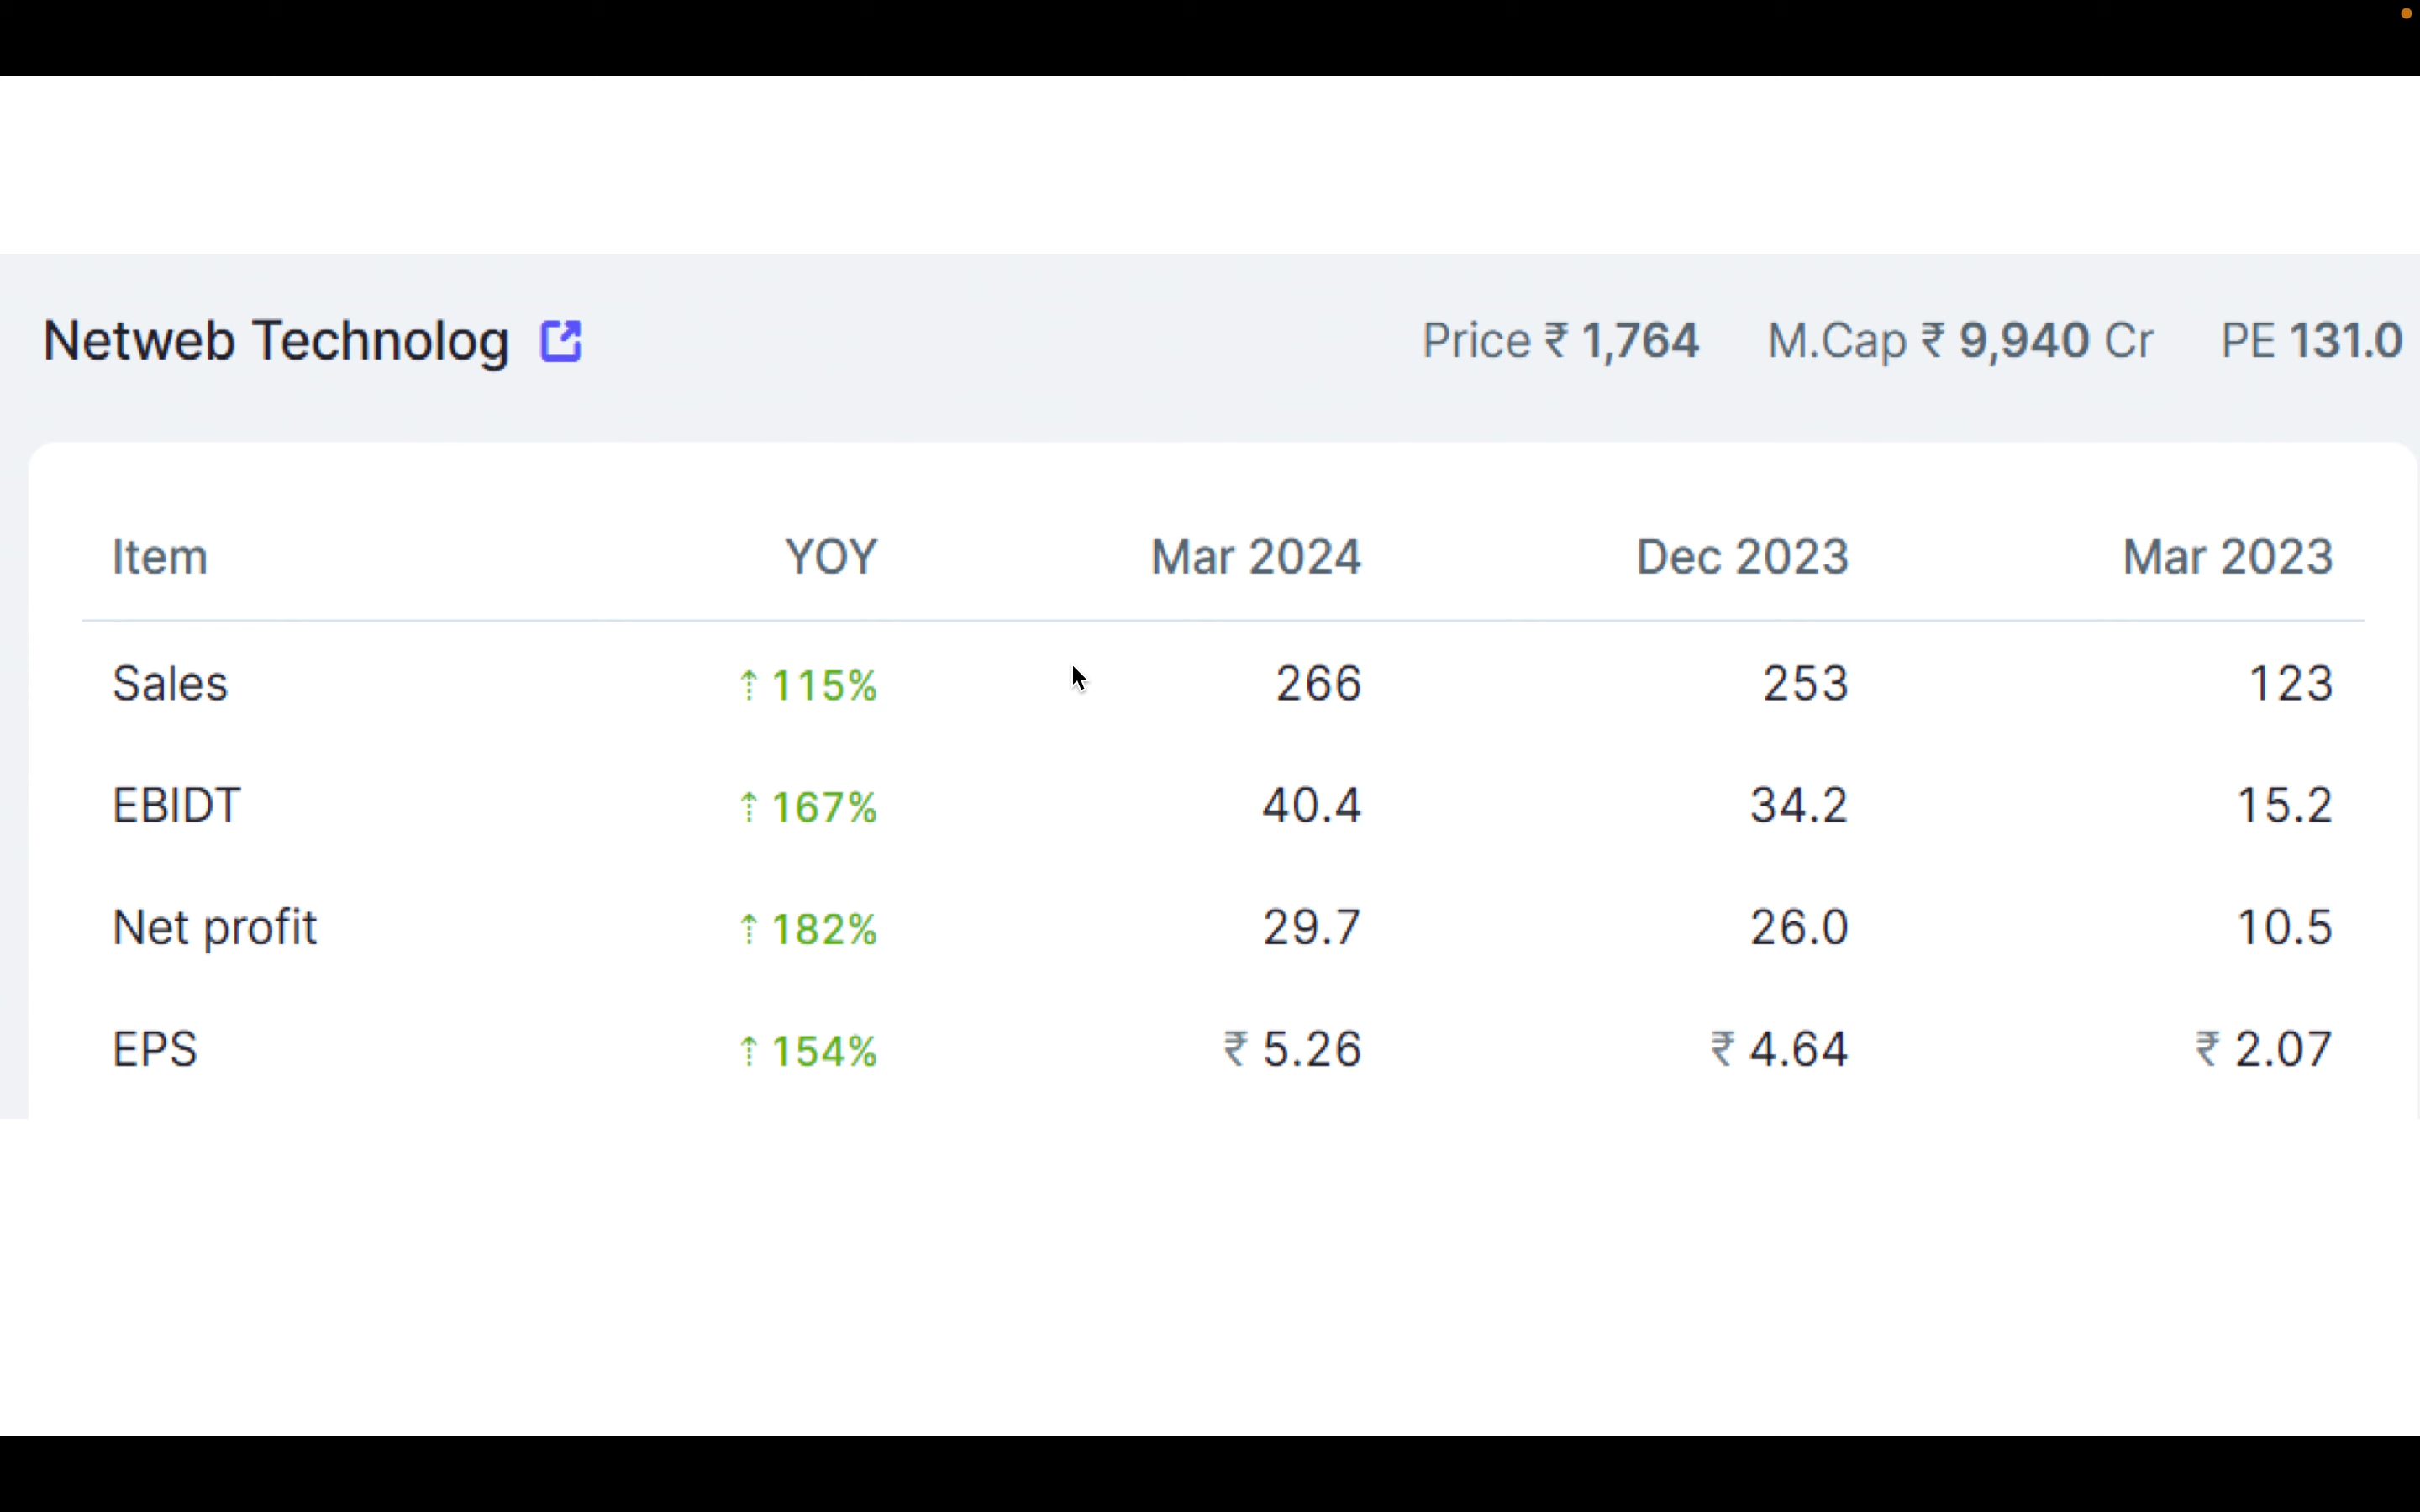 Netweb Technolog Price ₹ 1,764 M.Cap ₹ 9,940 Cr PE 131.0
Item YOY Mar 2024 Dec 2023 Mar 2023
Sales ⇡ 115% 266 253 123
EBIDT ⇡ 167% 40.4 34.2 15.2
Net profit ⇡ 182% 29.7 26.0 10.5
EPS ⇡ 154% ₹ 5.26 ₹ 4.64 ₹ 2.07